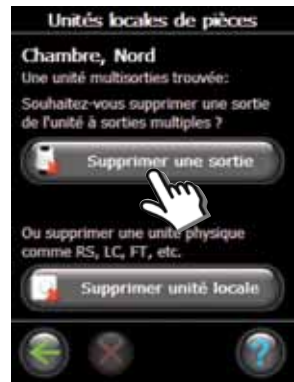 Unités locales de pièces
Chambre, Nord
Une unité multisorties trouvée:
Souhaitez-vous supprimer une sortie
de l'unité à sorties multiples ?
Supprimer une sortie
Ou supprimer une unité physique
comme RS, LC, FT, etc.
Supprimer unité locale
?